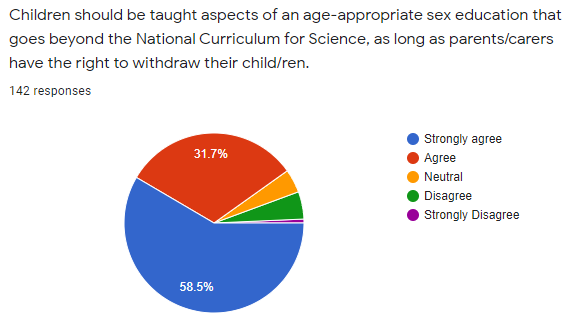 Children should be taught aspects of an age-appropriate sex education that
goes beyond the National Curriculum for Science, as long as parents/carers
have the right to withdraw their child/ren.
142 responses
31.7%
58.5%
Strongly agree
Agree
Neutral
Disagree
Strongly Disagree